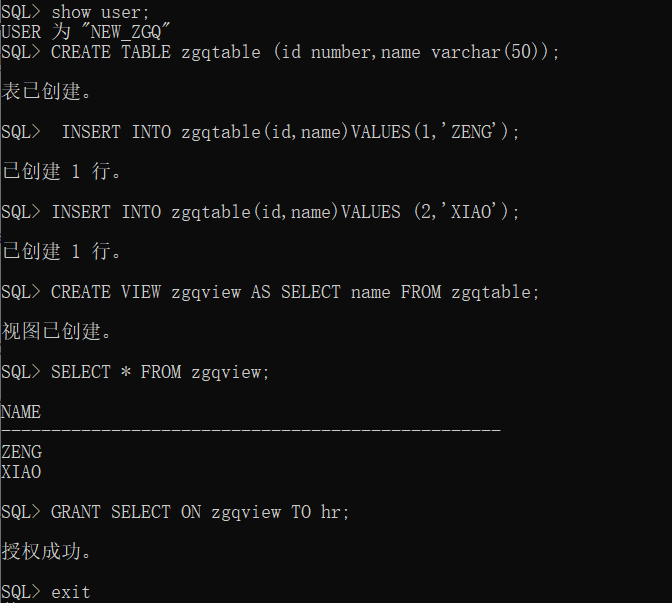 SQL> show user;
USER 为 "NEW_ZGQ"
SQL> CREATE TABLE zgqtable (id number,name varchar(50));
表已创建。
SQL>  INSERT INTO zgqtable(id,name)VALUES(1,'ZENG');
已创建 1 行。
SQL> INSERT INTO zgqtable(id,name)VALUES (2,'XIAO');
已创建 1 行。
SQL> CREATE VIEW zgqview AS SELECT name FROM zgqtable;
视图已创建。
SQL> SELECT * FROM zgqview;
NAME
--------------------------------------------------
ZENG
XIAO
SQL> GRANT SELECT ON zgqview TO hr;
授权成功。
SQL> exit